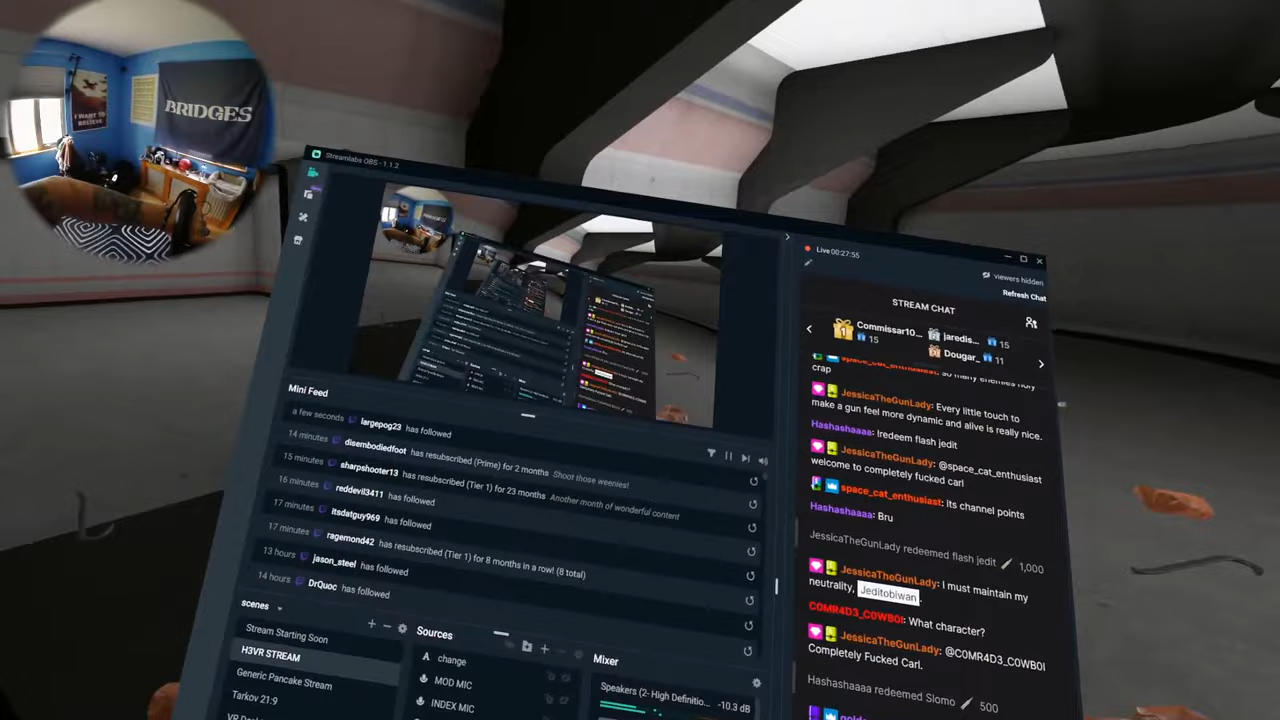 I WANT TO
BELIEVE
BRIDGES
Streamlabs OBS - 1.1.2
Live 00:27:55
viewers hidden
Refresh Chat
STREAM CHAT
Commissar10... 15
jaredis... 15
Dougar_ 11
space_cat_enthusiast: so many enemies holy
crap
JessicaTheGunLady: Every little touch to
make a gun feel more dynamic and alive is really nice.
Hashashaaaa: !redeem flash jedit
JessicaTheGunLady: @space_cat_enthusiast
welcome to completely fucked carl!
space_cat_enthusiast: its channel points
Hashashaaaa: Bru
JessicaTheGunLady redeemed flash jedit 1,000
JessicaTheGunLady: I must maintain my
neutrality, Jeditobiwan.
C0MR4D3_C0WB0I: What character?
JessicaTheGunLady: @C0MR4D3_C0WB0I
Completely Fucked Carl.
Hashashaaaa redeemed Slomo 500
Mini Feed
a few seconds largepog23 has followed
14 minutes disembodiedfoot has resubscribed (Prime) for 2 months Shoot those weenies!
15 minutes sharpshooter13 has resubscribed (Tier 1) for 23 months Another month of wonderful content
16 minutes reddevil3411 has followed
17 minutes itsdatguy969 has followed
17 minutes ragemond42 has resubscribed (Tier 1) for 8 months in a row! (8 total)
13 hours jason_steel has followed
14 hours DrQuoc has followed
scenes
Stream Starting Soon
H3VR STREAM
Generic Pancake Stream
Tarkov 21:9
Sources
change
MOD MIC
INDEX MIC
Mixer
Speakers (2- High Definitio... -10.3 dB